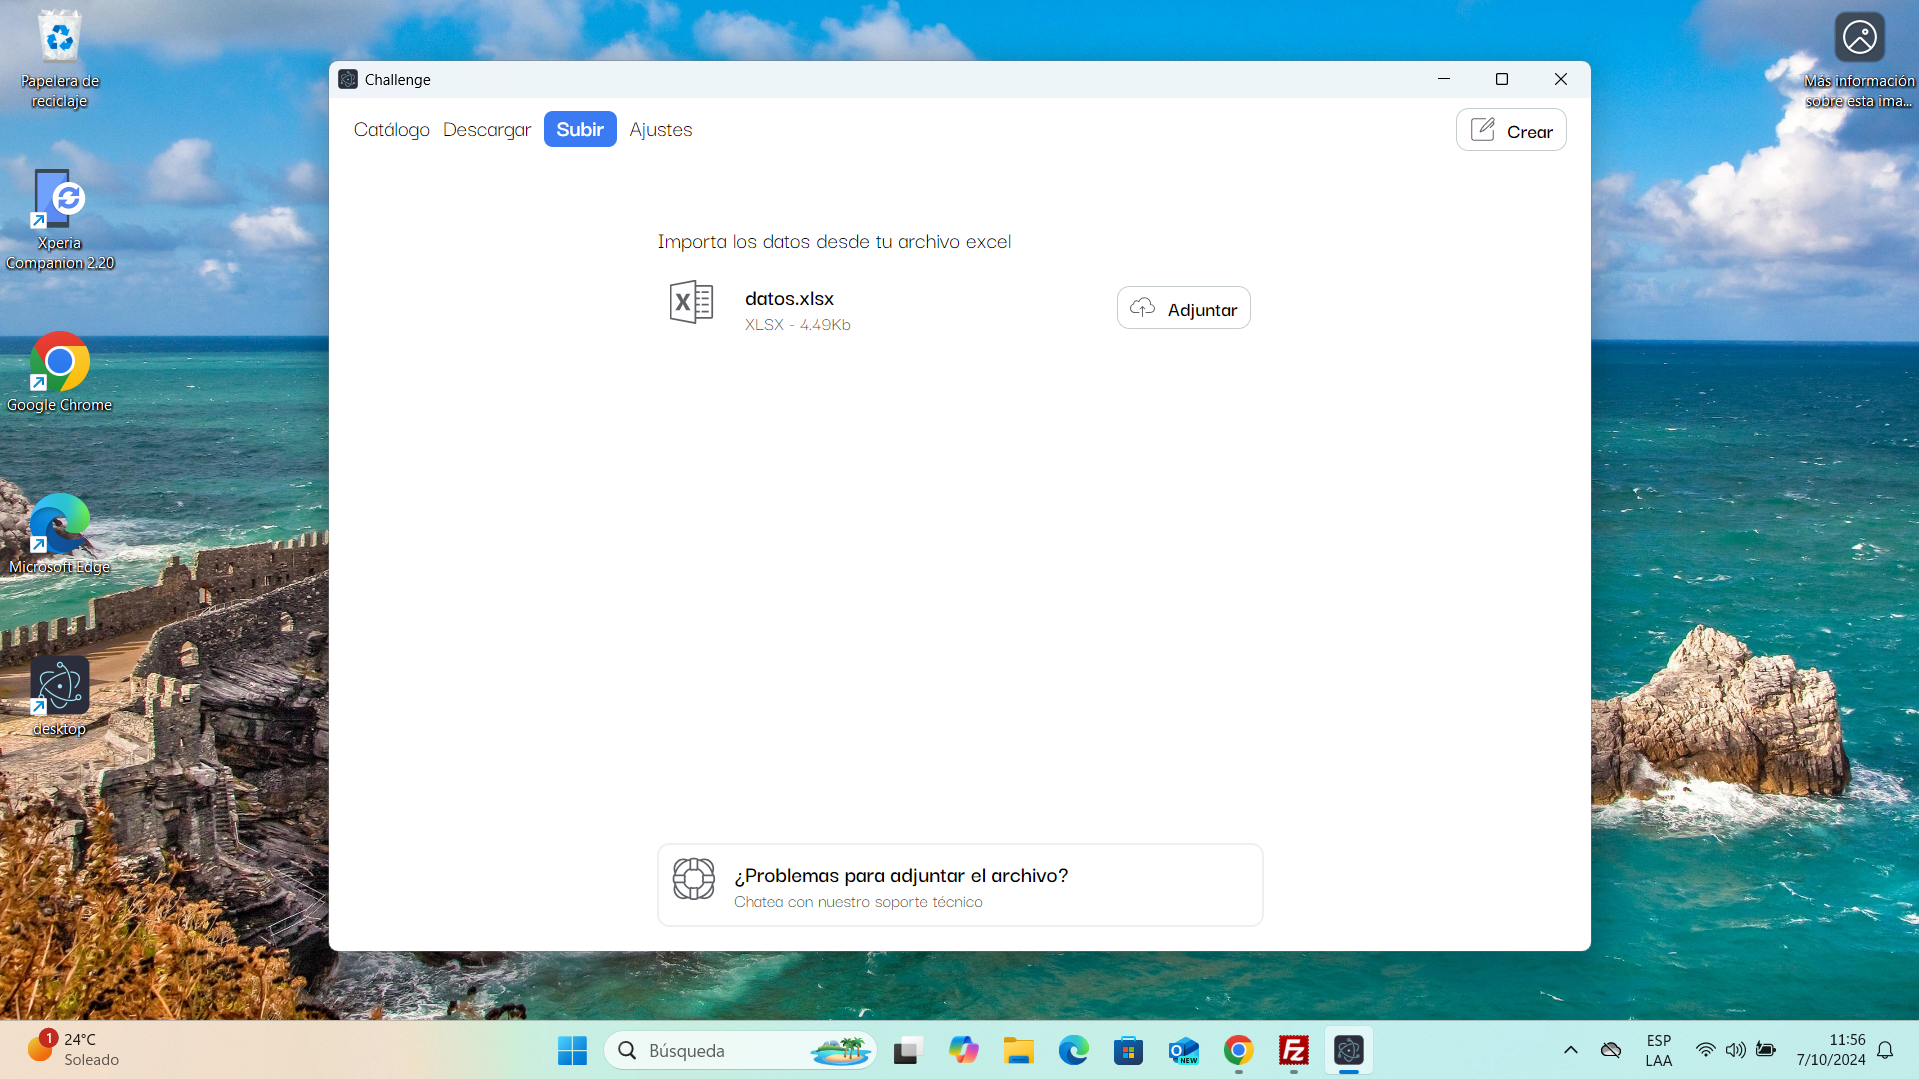 Papelera de
reciclaje
Xperia
Companion 2.20
Google Chrome
Microsoft Edge
desktop
Más información
sobre esta ima...
Challenge
Catálogo
Descargar
Subir
Ajustes
Crear
Importa los datos desde tu archivo excel
X
datos.xlsx
XLSX - 4.49Kb
Adjuntar
¿Problemas para adjuntar el archivo?
Chatea con nuestro soporte técnico
1
24°C
Soleado
Búsqueda
O
NEW
FZ
ESP
LAA
11:56
7/10/2024